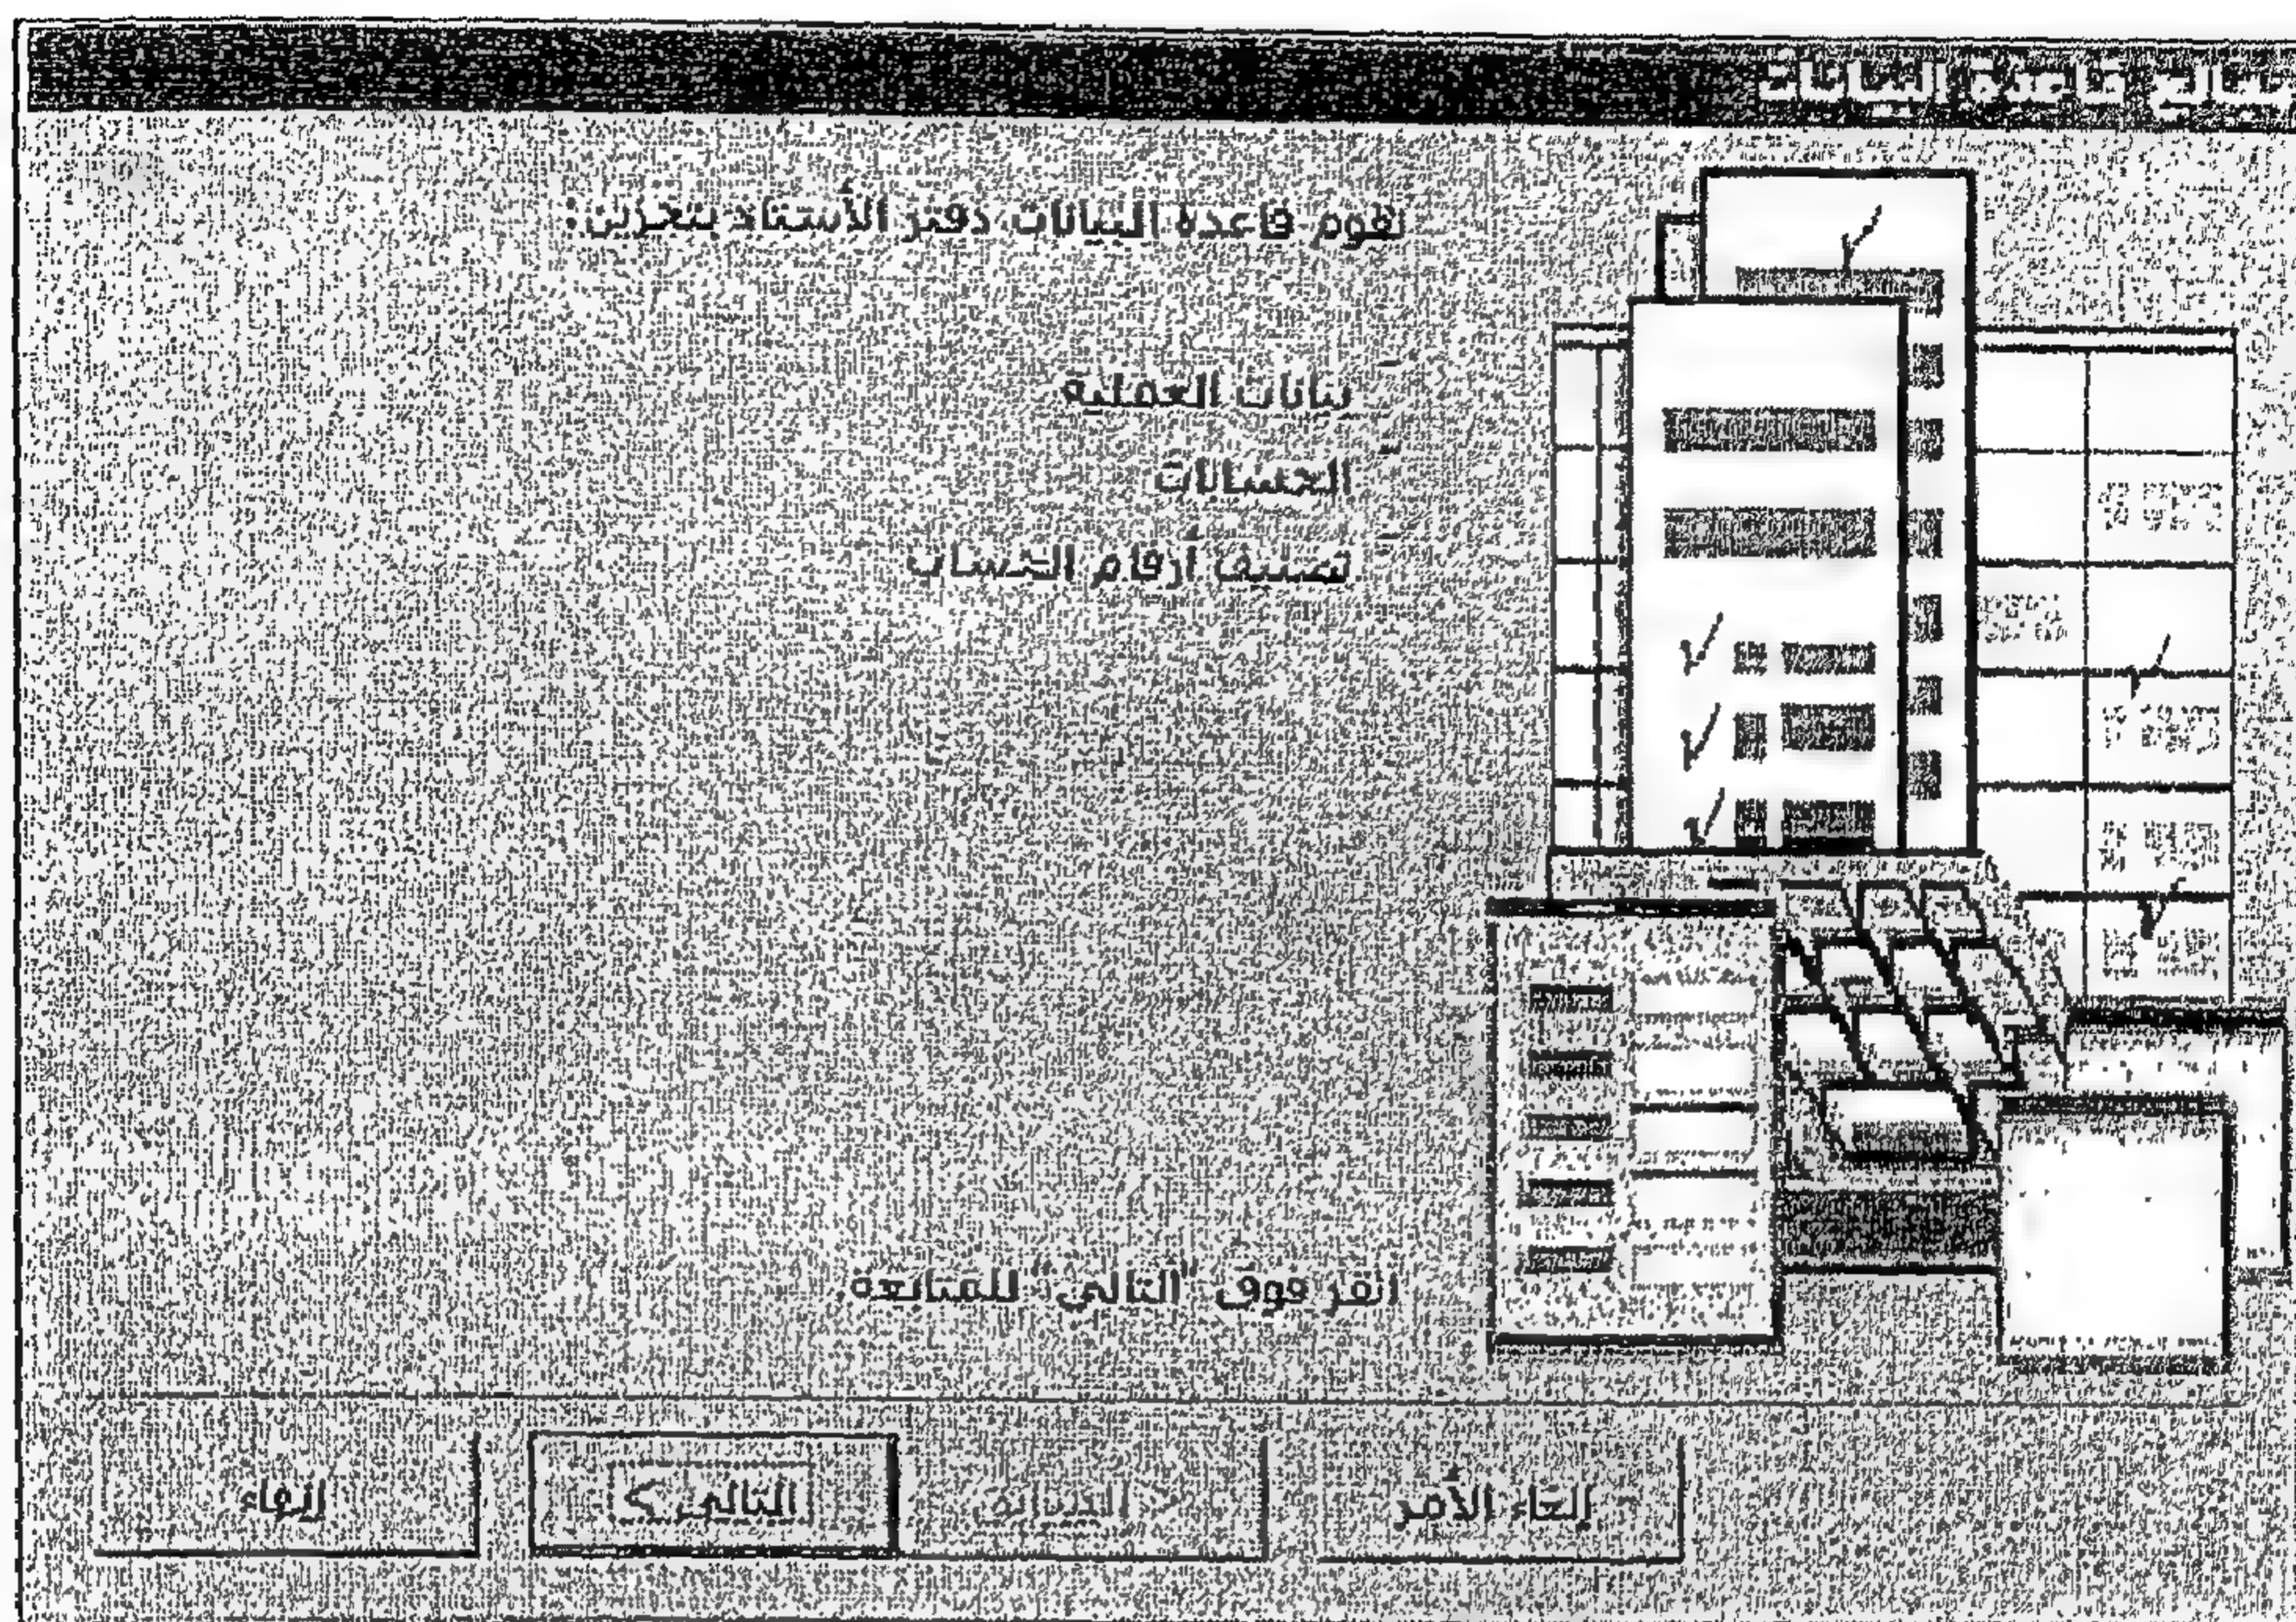 معالج قاعدة البيانات
تقوم قاعدة البيانات دفتر الأستاذ بتخزين:
- بيانات العملية
- الحسابات
- تصنيف أرقام الحساب
انقر فوق "التالي" للمتابعة.
إلغاء الأمر
< السابق
التالي >
إنهاء